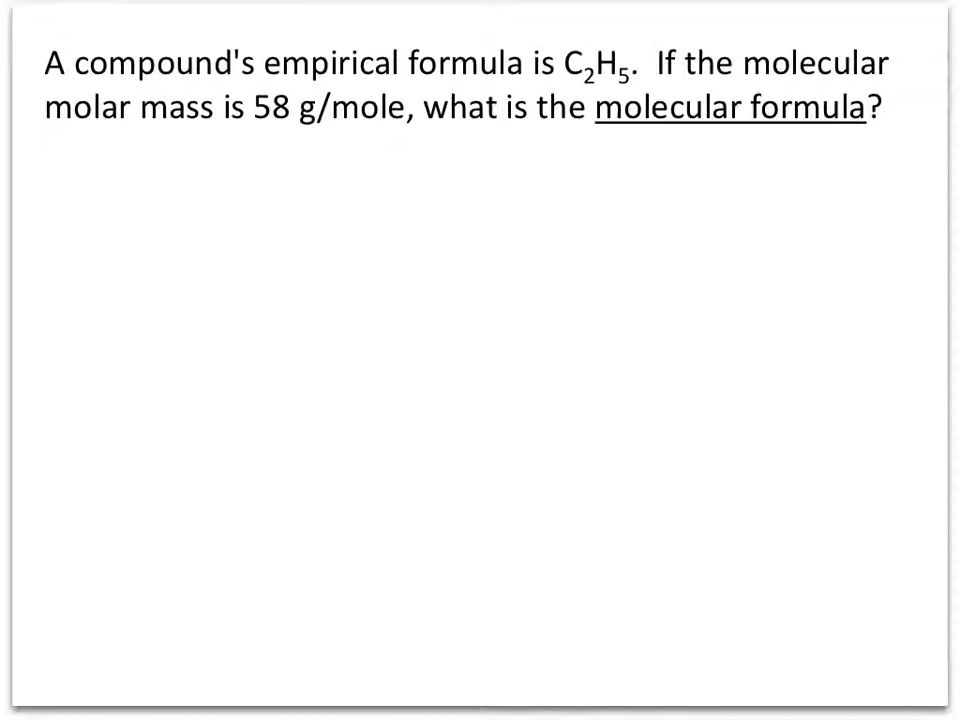 A compound's empirical formula is C₂H₅.  If the molecular
molar mass is 58 g/mole, what is the molecular formula?